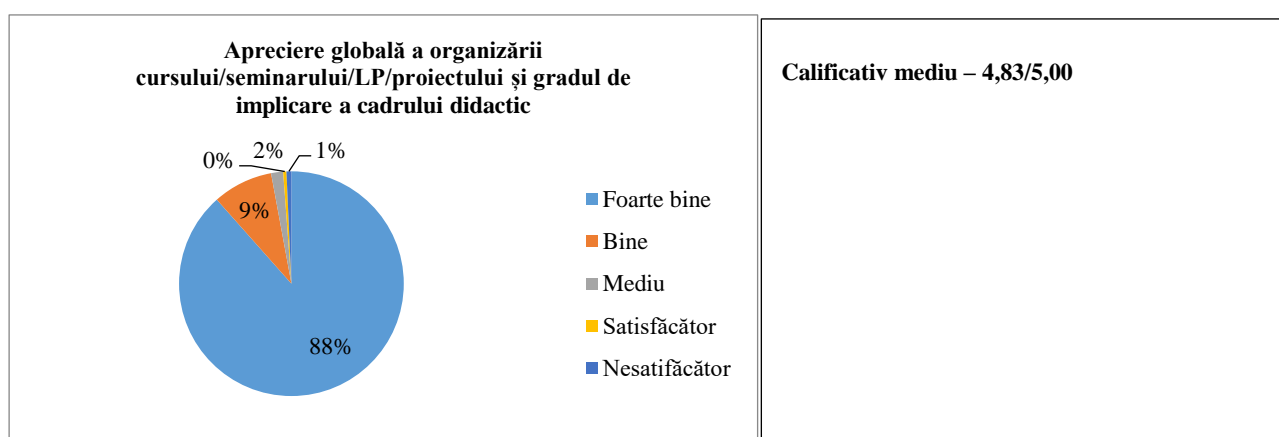 Apreciere globală a organizării
cursului/seminarului/LP/proiectului și gradul de
implicare a cadrului didactic
0%
2%
1%
9%
88%
Foarte bine
Bine
Mediu
Satisfăcător
Nesatifăcător
Calificativ mediu – 4,83/5,00